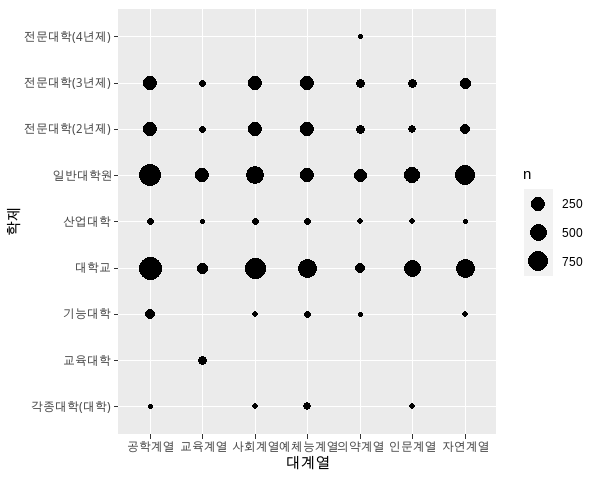 전문대학(4년제)
전문대학(3년제)
전문대학(2년제)
일반대학원
산업대학
대학교
기능대학
교육대학
각종대학(대학)
학제
공학계열 교육계열 사회계열 예체능계열 의약계열 인문계열 자연계열
대계열
n
250
500
750